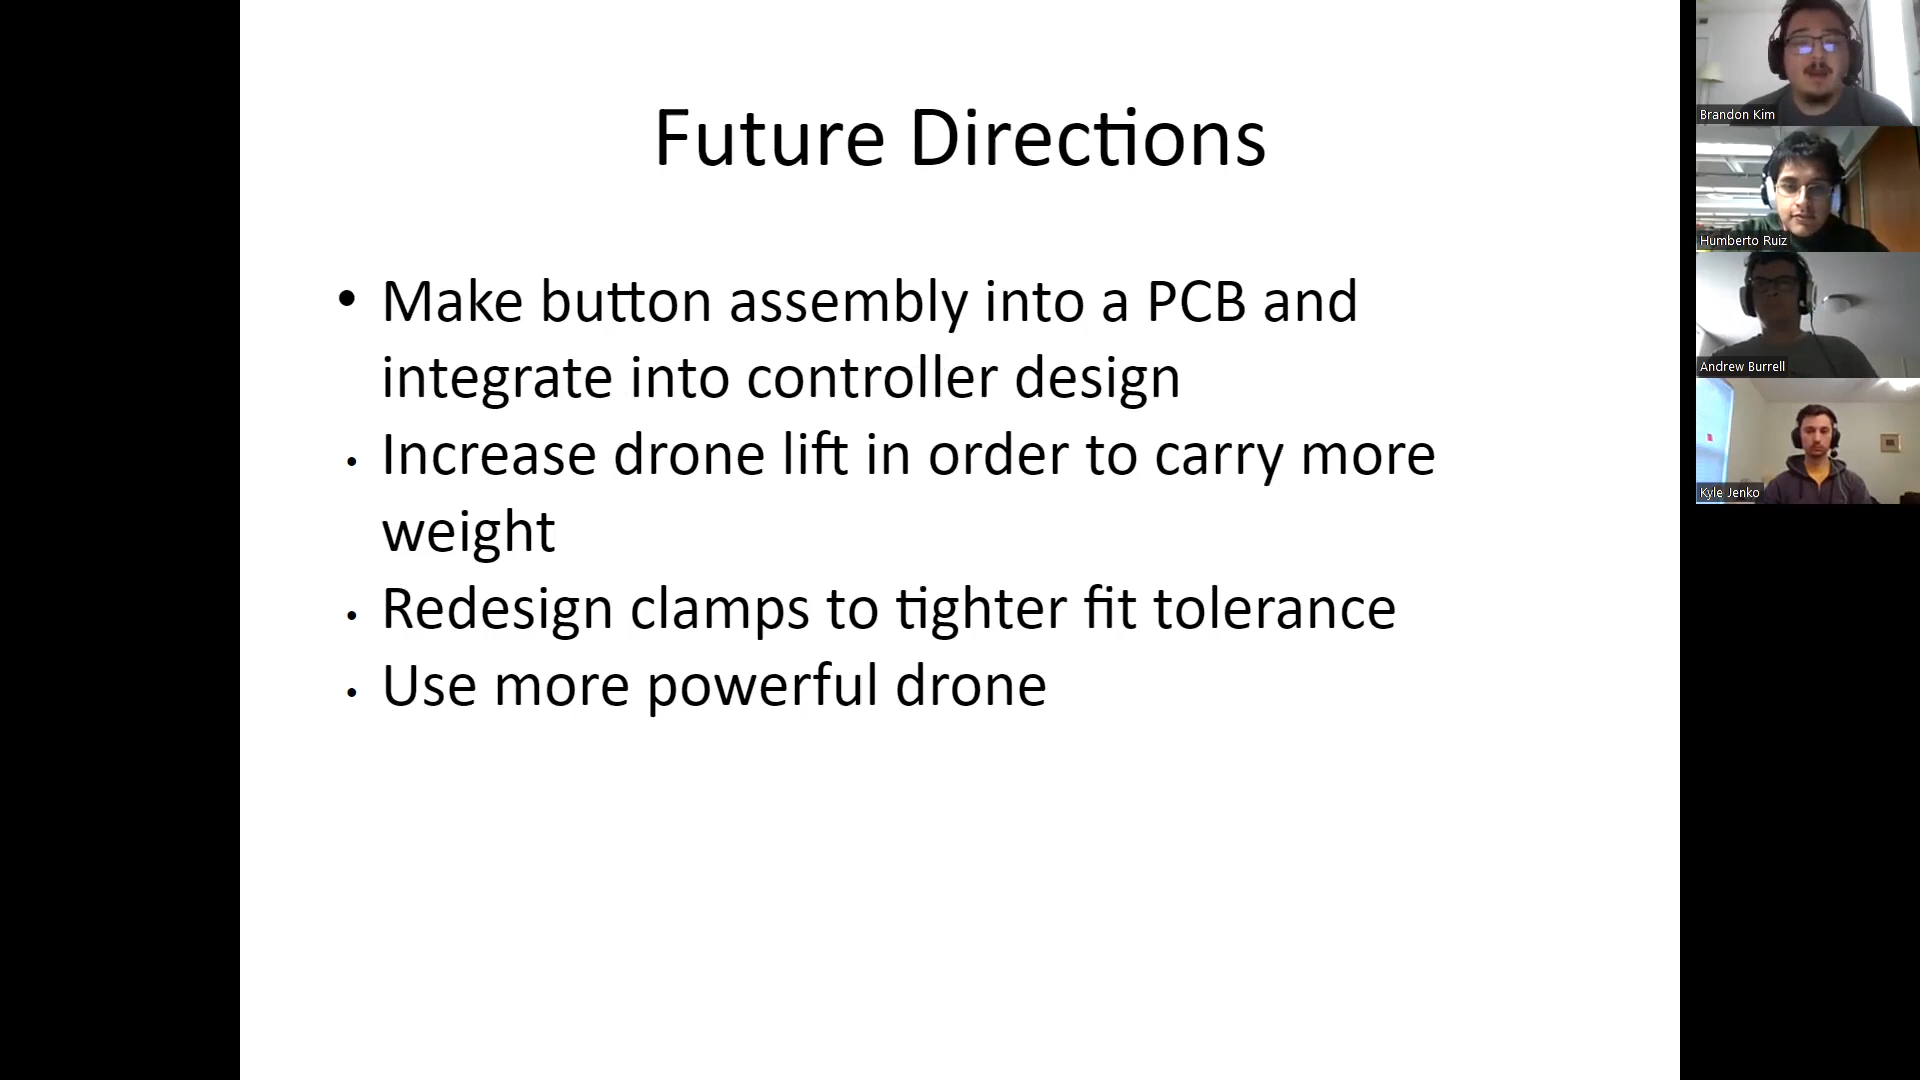 Future Directions
• Make button assembly into a PCB and
integrate into controller design
• Increase drone lift in order to carry more
weight
• Redesign clamps to tighter fit tolerance
• Use more powerful drone
Brandon Kim
Humberto Ruiz
Andrew Burrell
Kyle Jenko